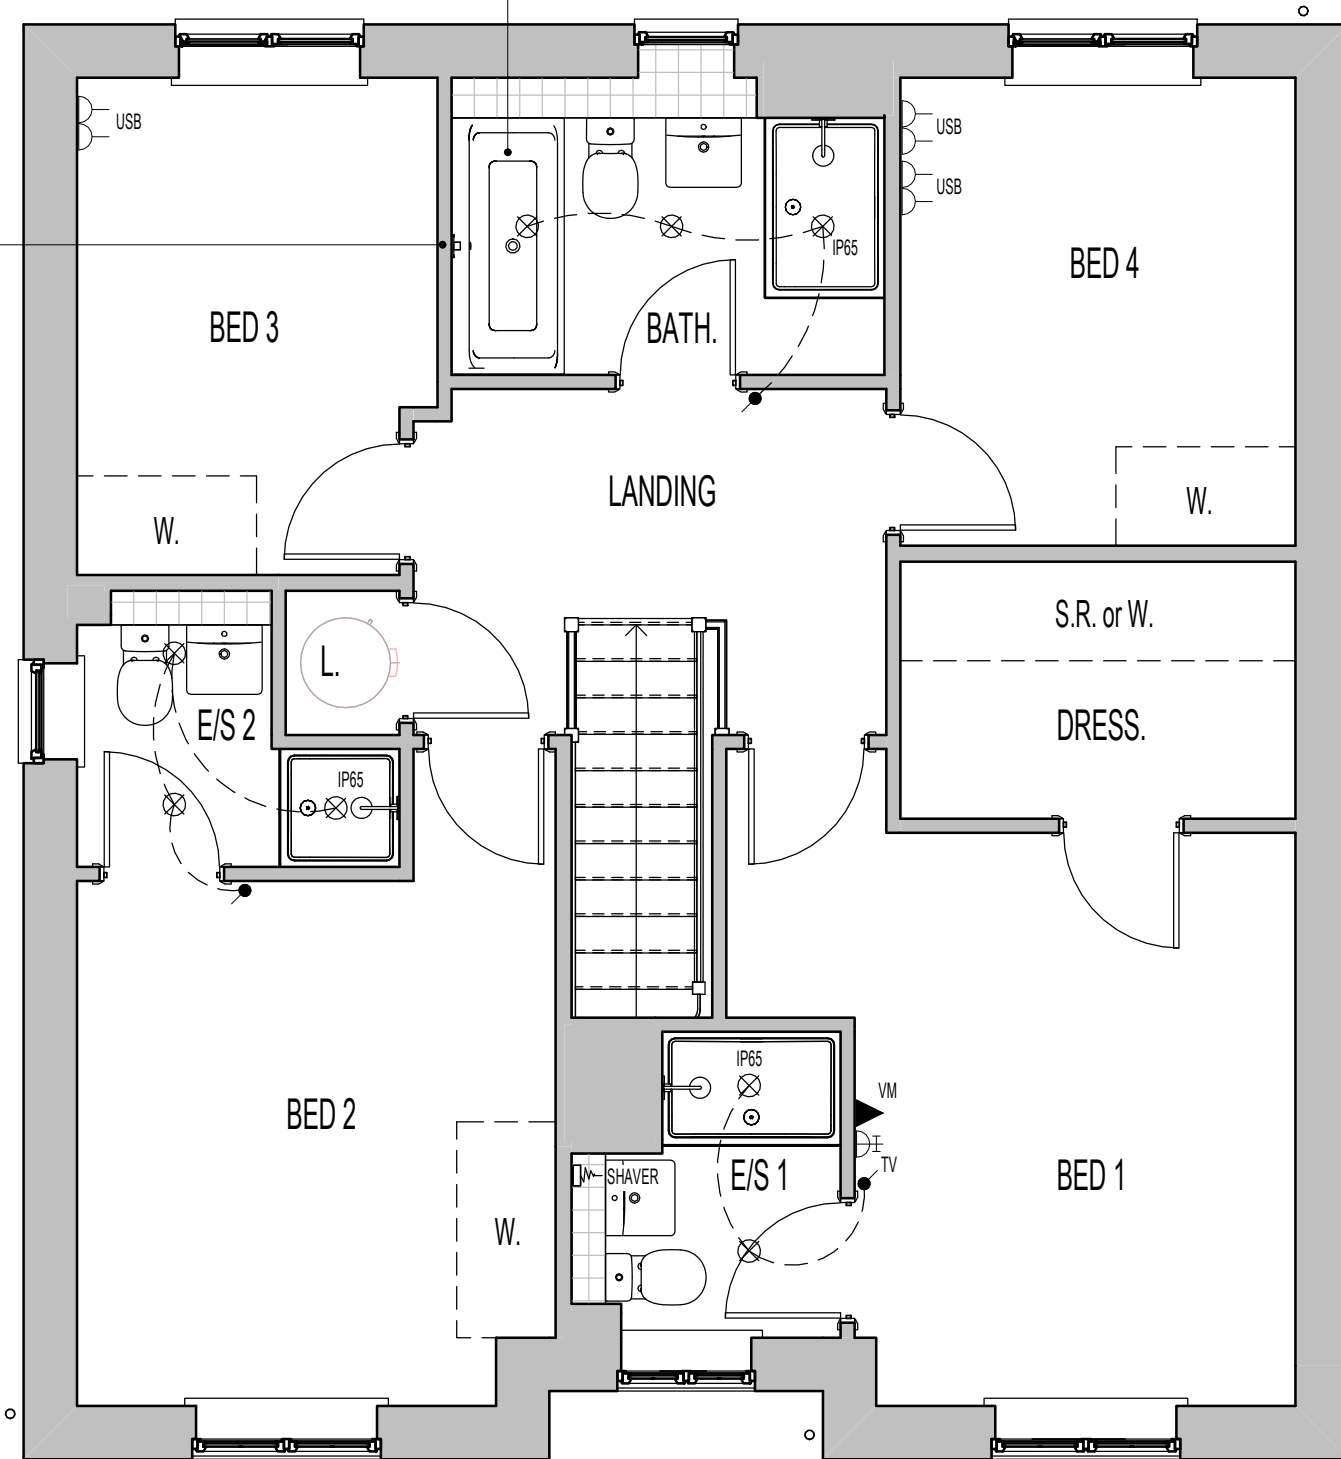 USB
USB
USB
IP65
BED 3
BATH.
BED 4
W.
LANDING
W.
L.
S.R. or W.
E/S 2
DRESS.
IP65
IP65
VM
BED 2
SHAVER
E/S 1
TV
BED 1
W.